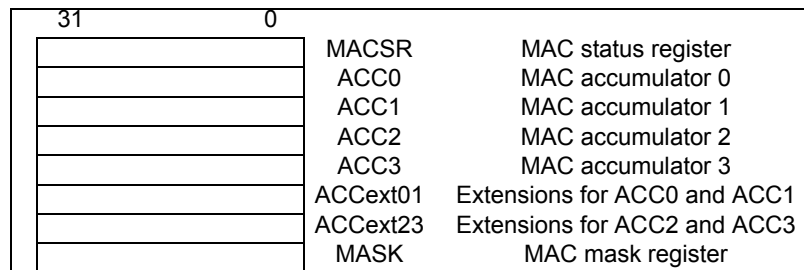 31 0
MACSR MAC status register
ACC0 MAC accumulator 0
ACC1 MAC accumulator 1
ACC2 MAC accumulator 2
ACC3 MAC accumulator 3
ACCext01 Extensions for ACC0 and ACC1
ACCext23 Extensions for ACC2 and ACC3
MASK MAC mask register